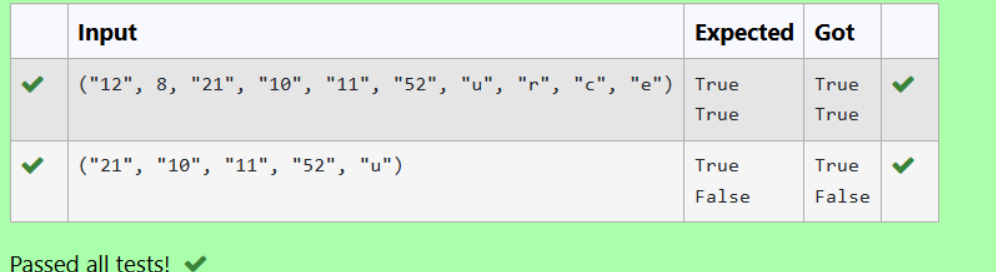 Input Expected Got
("12", 8, "21", "10", "11", "52", "u", "r", "c", "e") True True
True True
("21", "10", "11", "52", "u") True True
False False
Passed all tests!